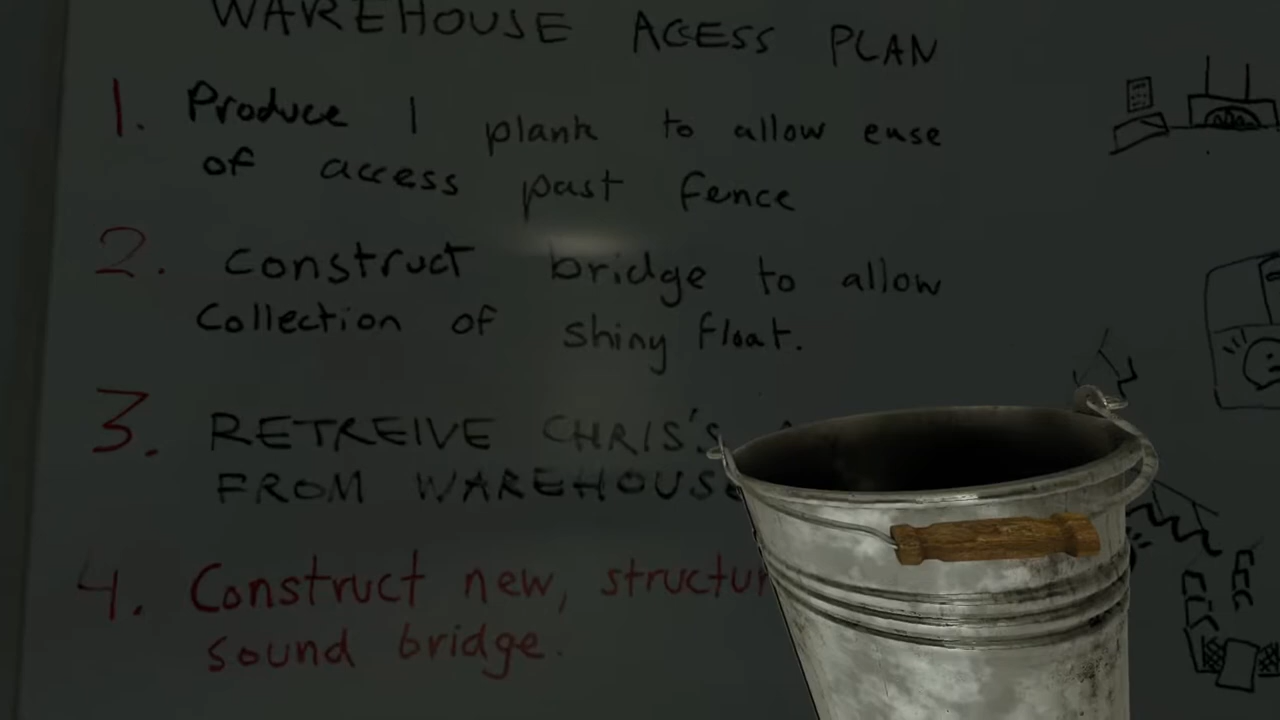 WAREHOUSE ACESS PLAN
1. Produce 1 plank to allow ease
of access past fence
2. Construct bridge to allow
Collection of shiny float.
3. RETREIVE CHRIS'S
FROM WAREHOUSE
4. Construct new,
sound bridge.